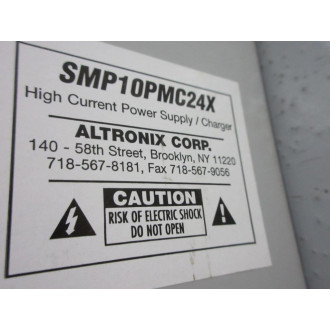 SMP10PMC24X
High Current Power Supply / Charger
ALTRONIX CORP.
140 - 58th Street, Brooklyn, NY 11220
718-567-8181, Fax 718-567-9056
CAUTION
RISK OF ELECTRIC SHOCK
DO NOT OPEN